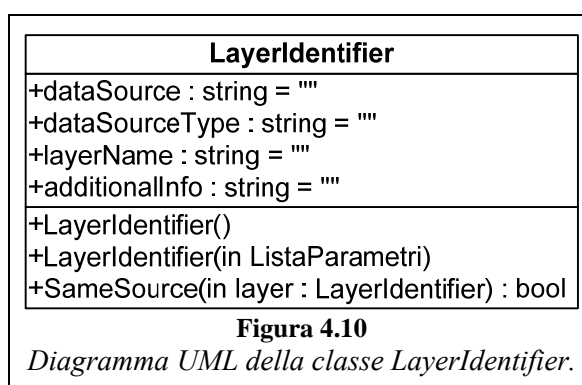 LayerIdentifier
+dataSource : string = ""
+dataSourceType : string = ""
+layerName : string = ""
+additionalInfo : string = ""
+LayerIdentifier()
+LayerIdentifier(in ListaParametri)
+SameSource(in layer : LayerIdentifier) : bool
Figura 4.10
Diagramma UML della classe LayerIdentifier.